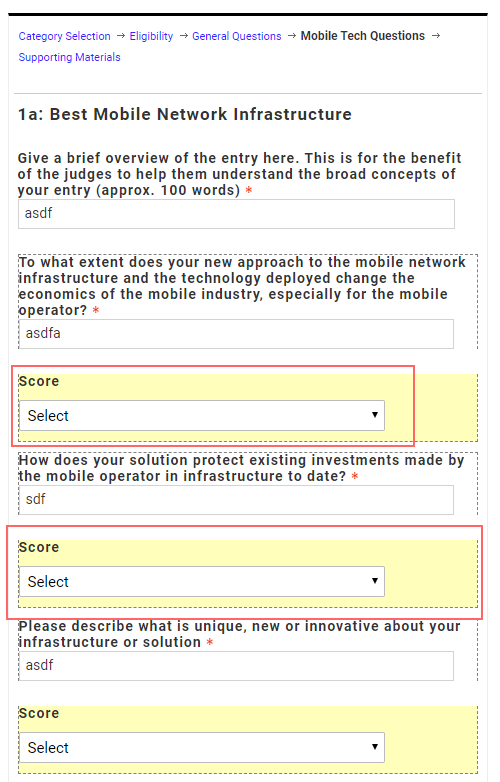 Category Selection → Eligibility → General Questions → Mobile Tech Questions →
Supporting Materials
1a: Best Mobile Network Infrastructure
Give a brief overview of the entry here. This is for the benefit
of the judges to help them understand the broad concepts of
your entry (approx. 100 words) *
asdf
To what extent does your new approach to the mobile network
infrastructure and the technology deployed change the
economics of the mobile industry, especially for the mobile
operator? *
asdfa
Score
Select
How does your solution protect existing investments made by
the mobile operator in infrastructure to date? *
sdf
Score
Select
Please describe what is unique, new or innovative about your
infrastructure or solution *
asdf
Score
Select